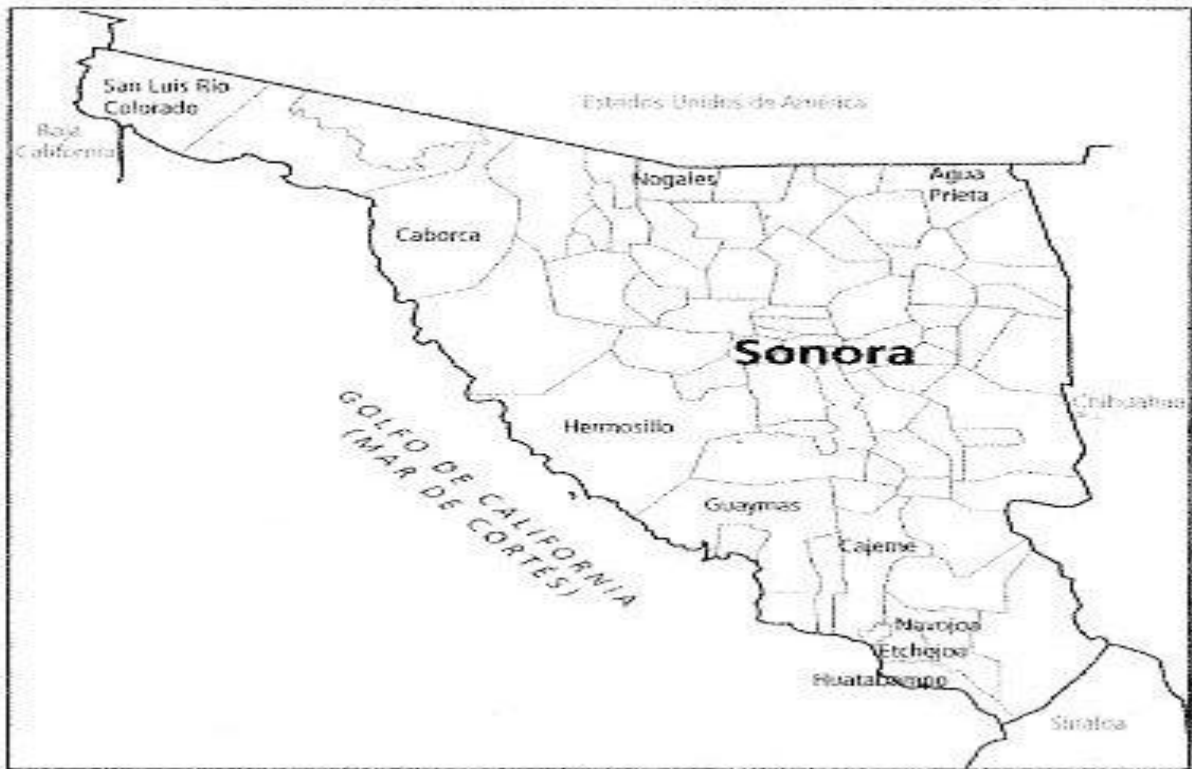 San Luis Rio
Colorado
Estados Unidos de América
Baja
California
Nogales
Agua
Prieta
Caborca
Sonora
Chihuahua
GOLFO DE CALIFORNIA
(MAR DE CORTÉS)
Hermosillo
Guaymas
Cajeme
Navojoa
Etchojoa
Huatabampo
Sinaloa